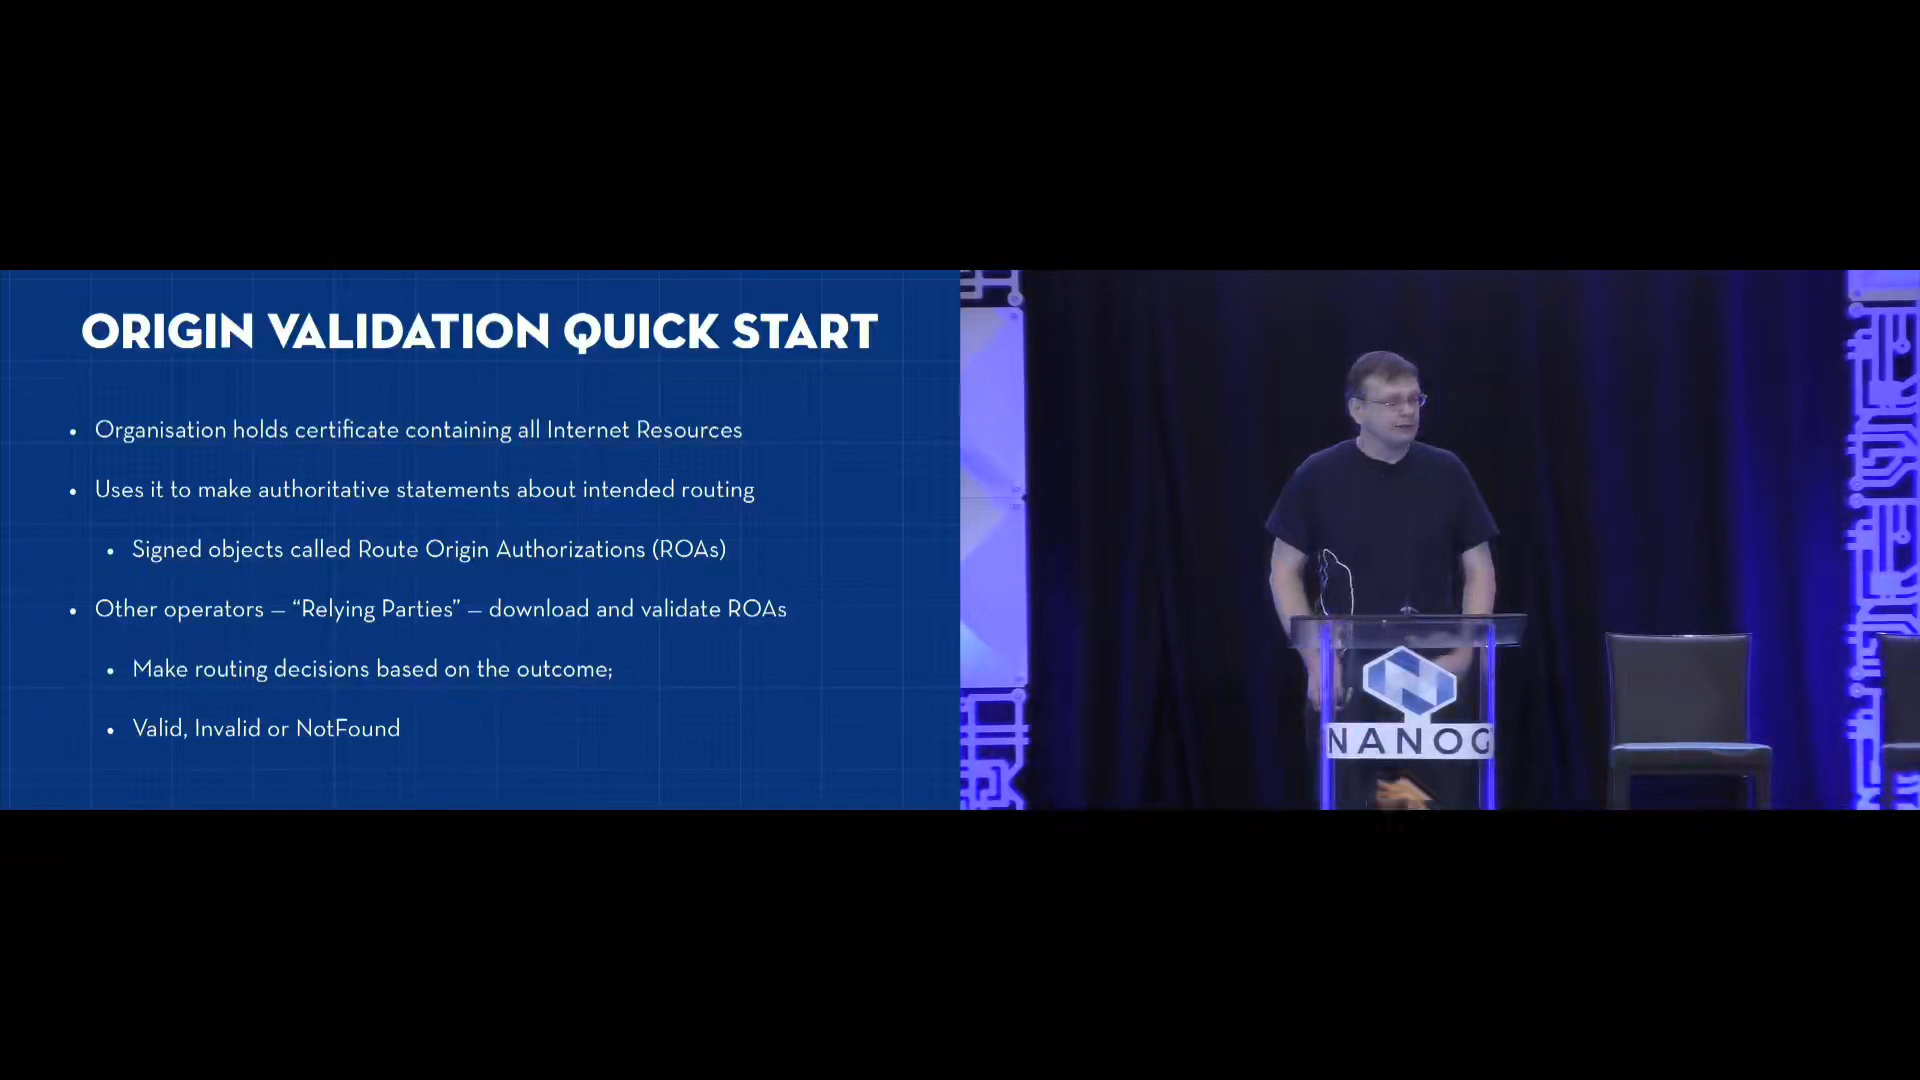 ORIGIN VALIDATION QUICK START
• Organisation holds certificate containing all Internet Resources
• Uses it to make authoritative statements about intended routing
• Signed objects called Route Origin Authorizations (ROAs)
• Other operators – “Relying Parties” – download and validate ROAs
• Make routing decisions based on the outcome;
• Valid, Invalid or NotFound
NANOG